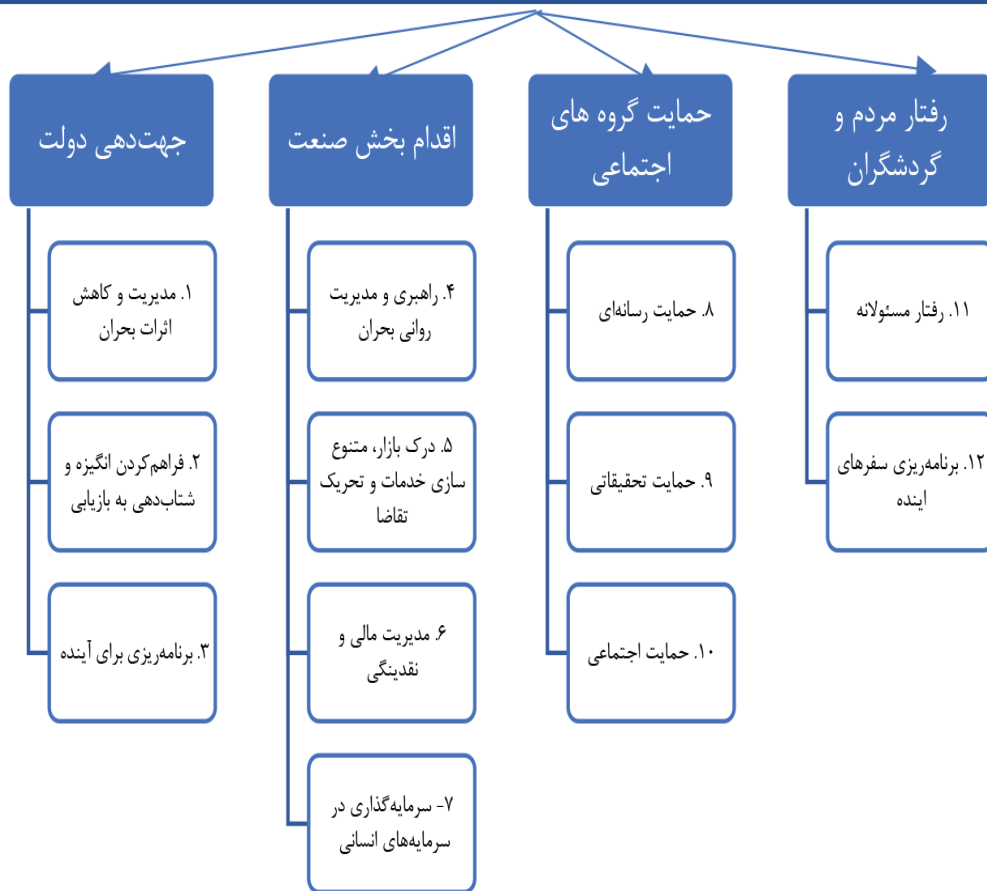 جهت‌دهی دولت
۱. مدیریت و کاهش
اثرات بحران
۲. فراهم‌کردن انگیزه و
شتاب‌دهی به بازیابی
۳. برنامه‌ریزی برای آینده
اقدام بخش صنعت
۴. راهبری و مدیریت
روانی بحران
۵. درک بازار، متنوع
سازی خدمات و تحریک
تقاضا
۶. مدیریت مالی و
نقدینگی
۷- سرمایه‌گذاری در
سرمایه‌های انسانی
حمایت گروه های
اجتماعی
۸. حمایت رسانه‌ای
۹. حمایت تحقیقاتی
۱۰. حمایت اجتماعی
رفتار مردم و
گردشگران
۱۱. رفتار مسئولانه
۱۲. برنامه‌ریزی سفرهای
اینده